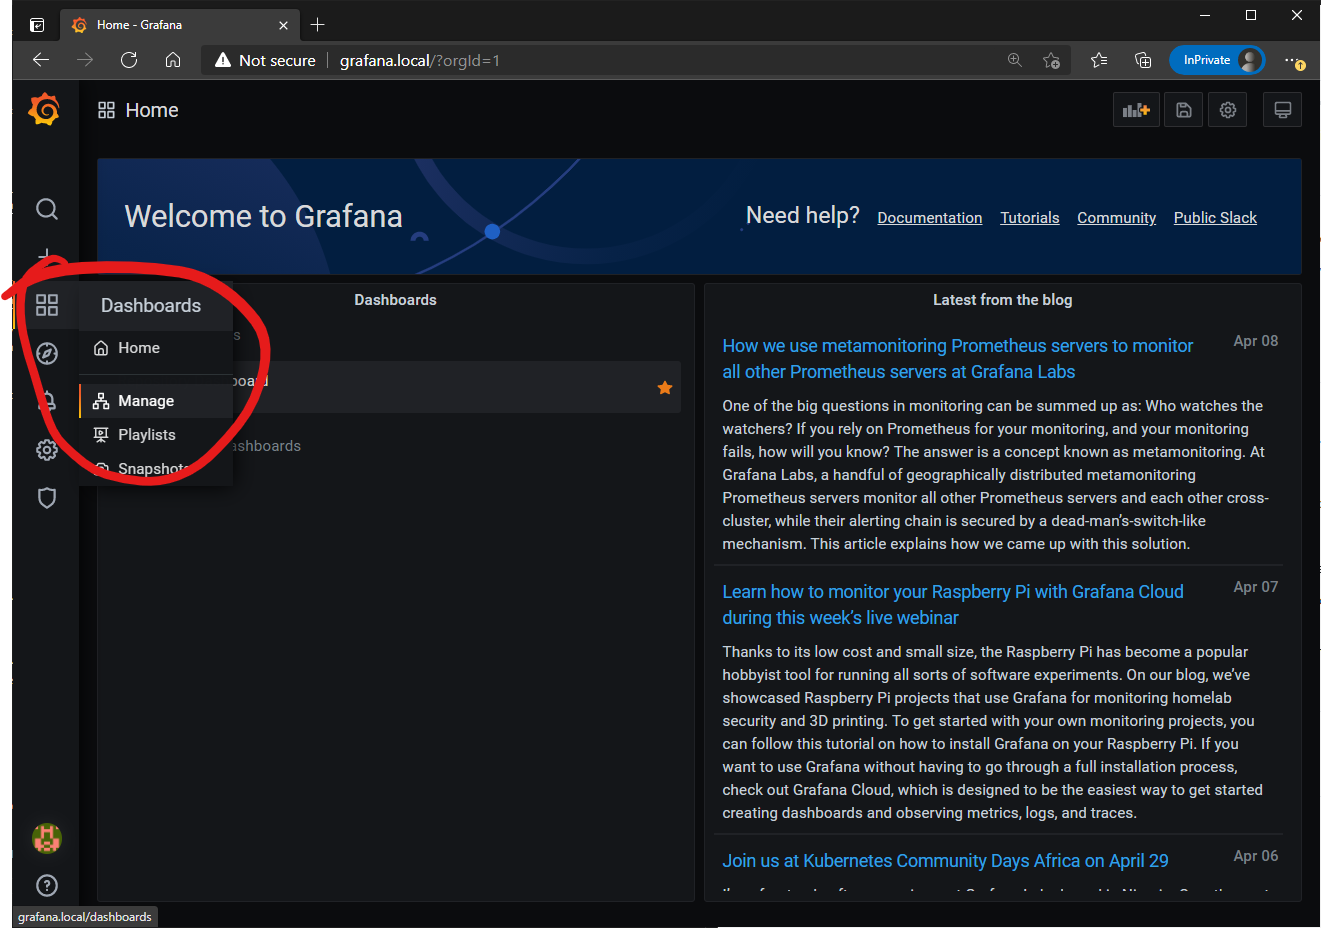 Home - Grafana
Not secure
grafana.local/?orgId=1
InPrivate
Home
Welcome to Grafana
Need help?
Documentation
Tutorials
Community
Public Slack
Dashboards
Home
Manage
Playlists
Snapshots
Dashboards
s
board
ashboards
Latest from the blog
How we use metamonitoring Prometheus servers to monitor
all other Prometheus servers at Grafana Labs
Apr 08
One of the big questions in monitoring can be summed up as: Who watches the
watchers? If you rely on Prometheus for your monitoring, and your monitoring
fails, how will you know? The answer is a concept known as metamonitoring. At
Grafana Labs, a handful of geographically distributed metamonitoring
Prometheus servers monitor all other Prometheus servers and each other cross-
cluster, while their alerting chain is secured by a dead-man’s-switch-like
mechanism. This article explains how we came up with this solution.
Learn how to monitor your Raspberry Pi with Grafana Cloud
during this week’s live webinar
Apr 07
Thanks to its low cost and small size, the Raspberry Pi has become a popular
hobbyist tool for running all sorts of software experiments. On our blog, we’ve
showcased Raspberry Pi projects that use Grafana for monitoring homelab
security and 3D printing. To get started with your own monitoring projects, you
can follow this tutorial on how to install Grafana on your Raspberry Pi. If you
want to use Grafana without having to go through a full installation process,
check out Grafana Cloud, which is designed to be the easiest way to get started
creating dashboards and observing metrics, logs, and traces.
Join us at Kubernetes Community Days Africa on April 29
Apr 06
grafana.local/dashboards